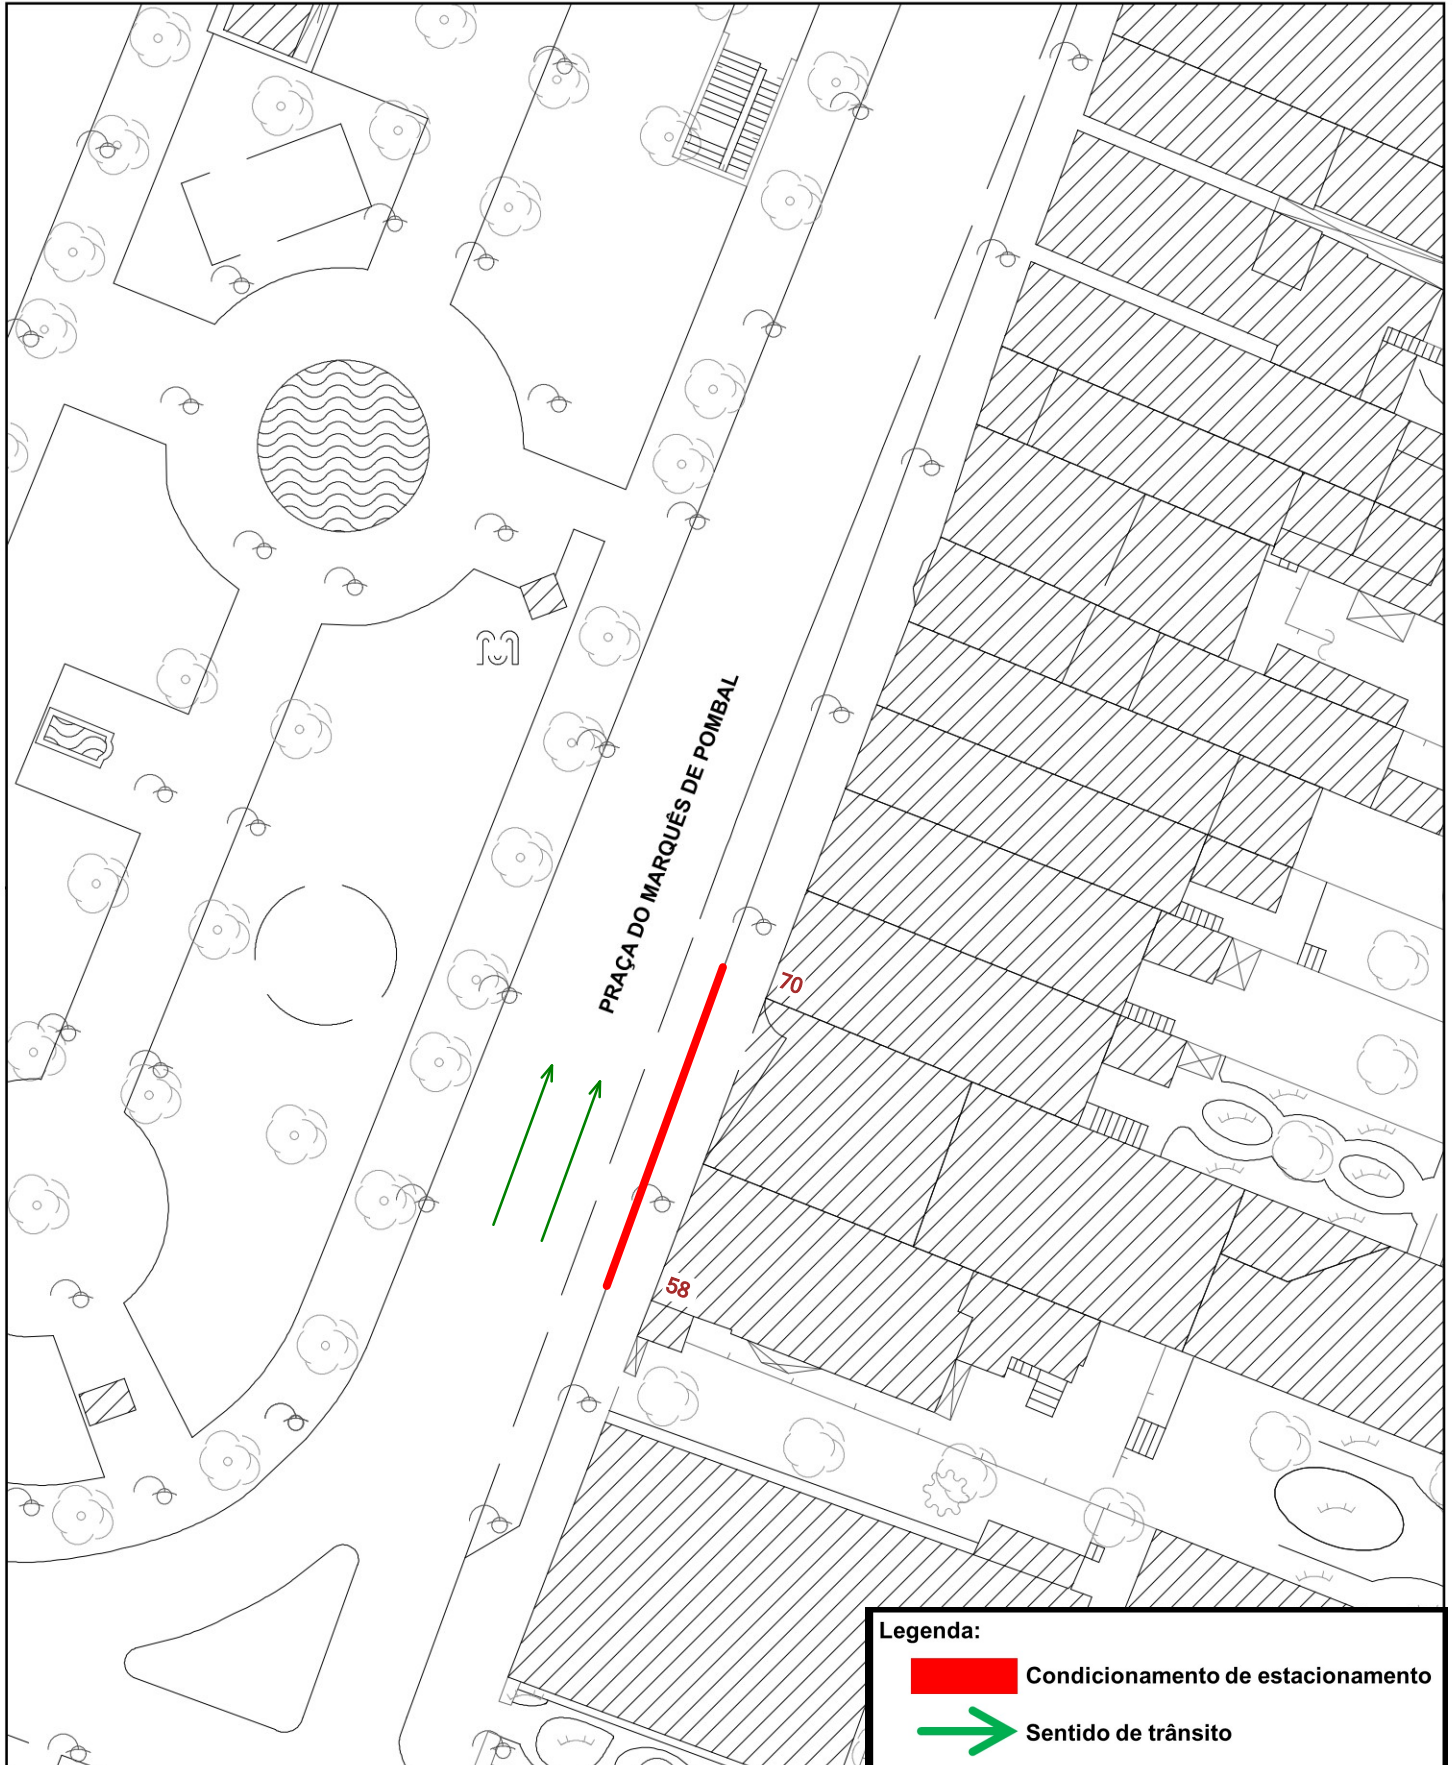 PRAÇA DO MARQUÊS DE POMBAL
70
58
Legenda:
Condicionamento de estacionamento
Sentido de trânsito